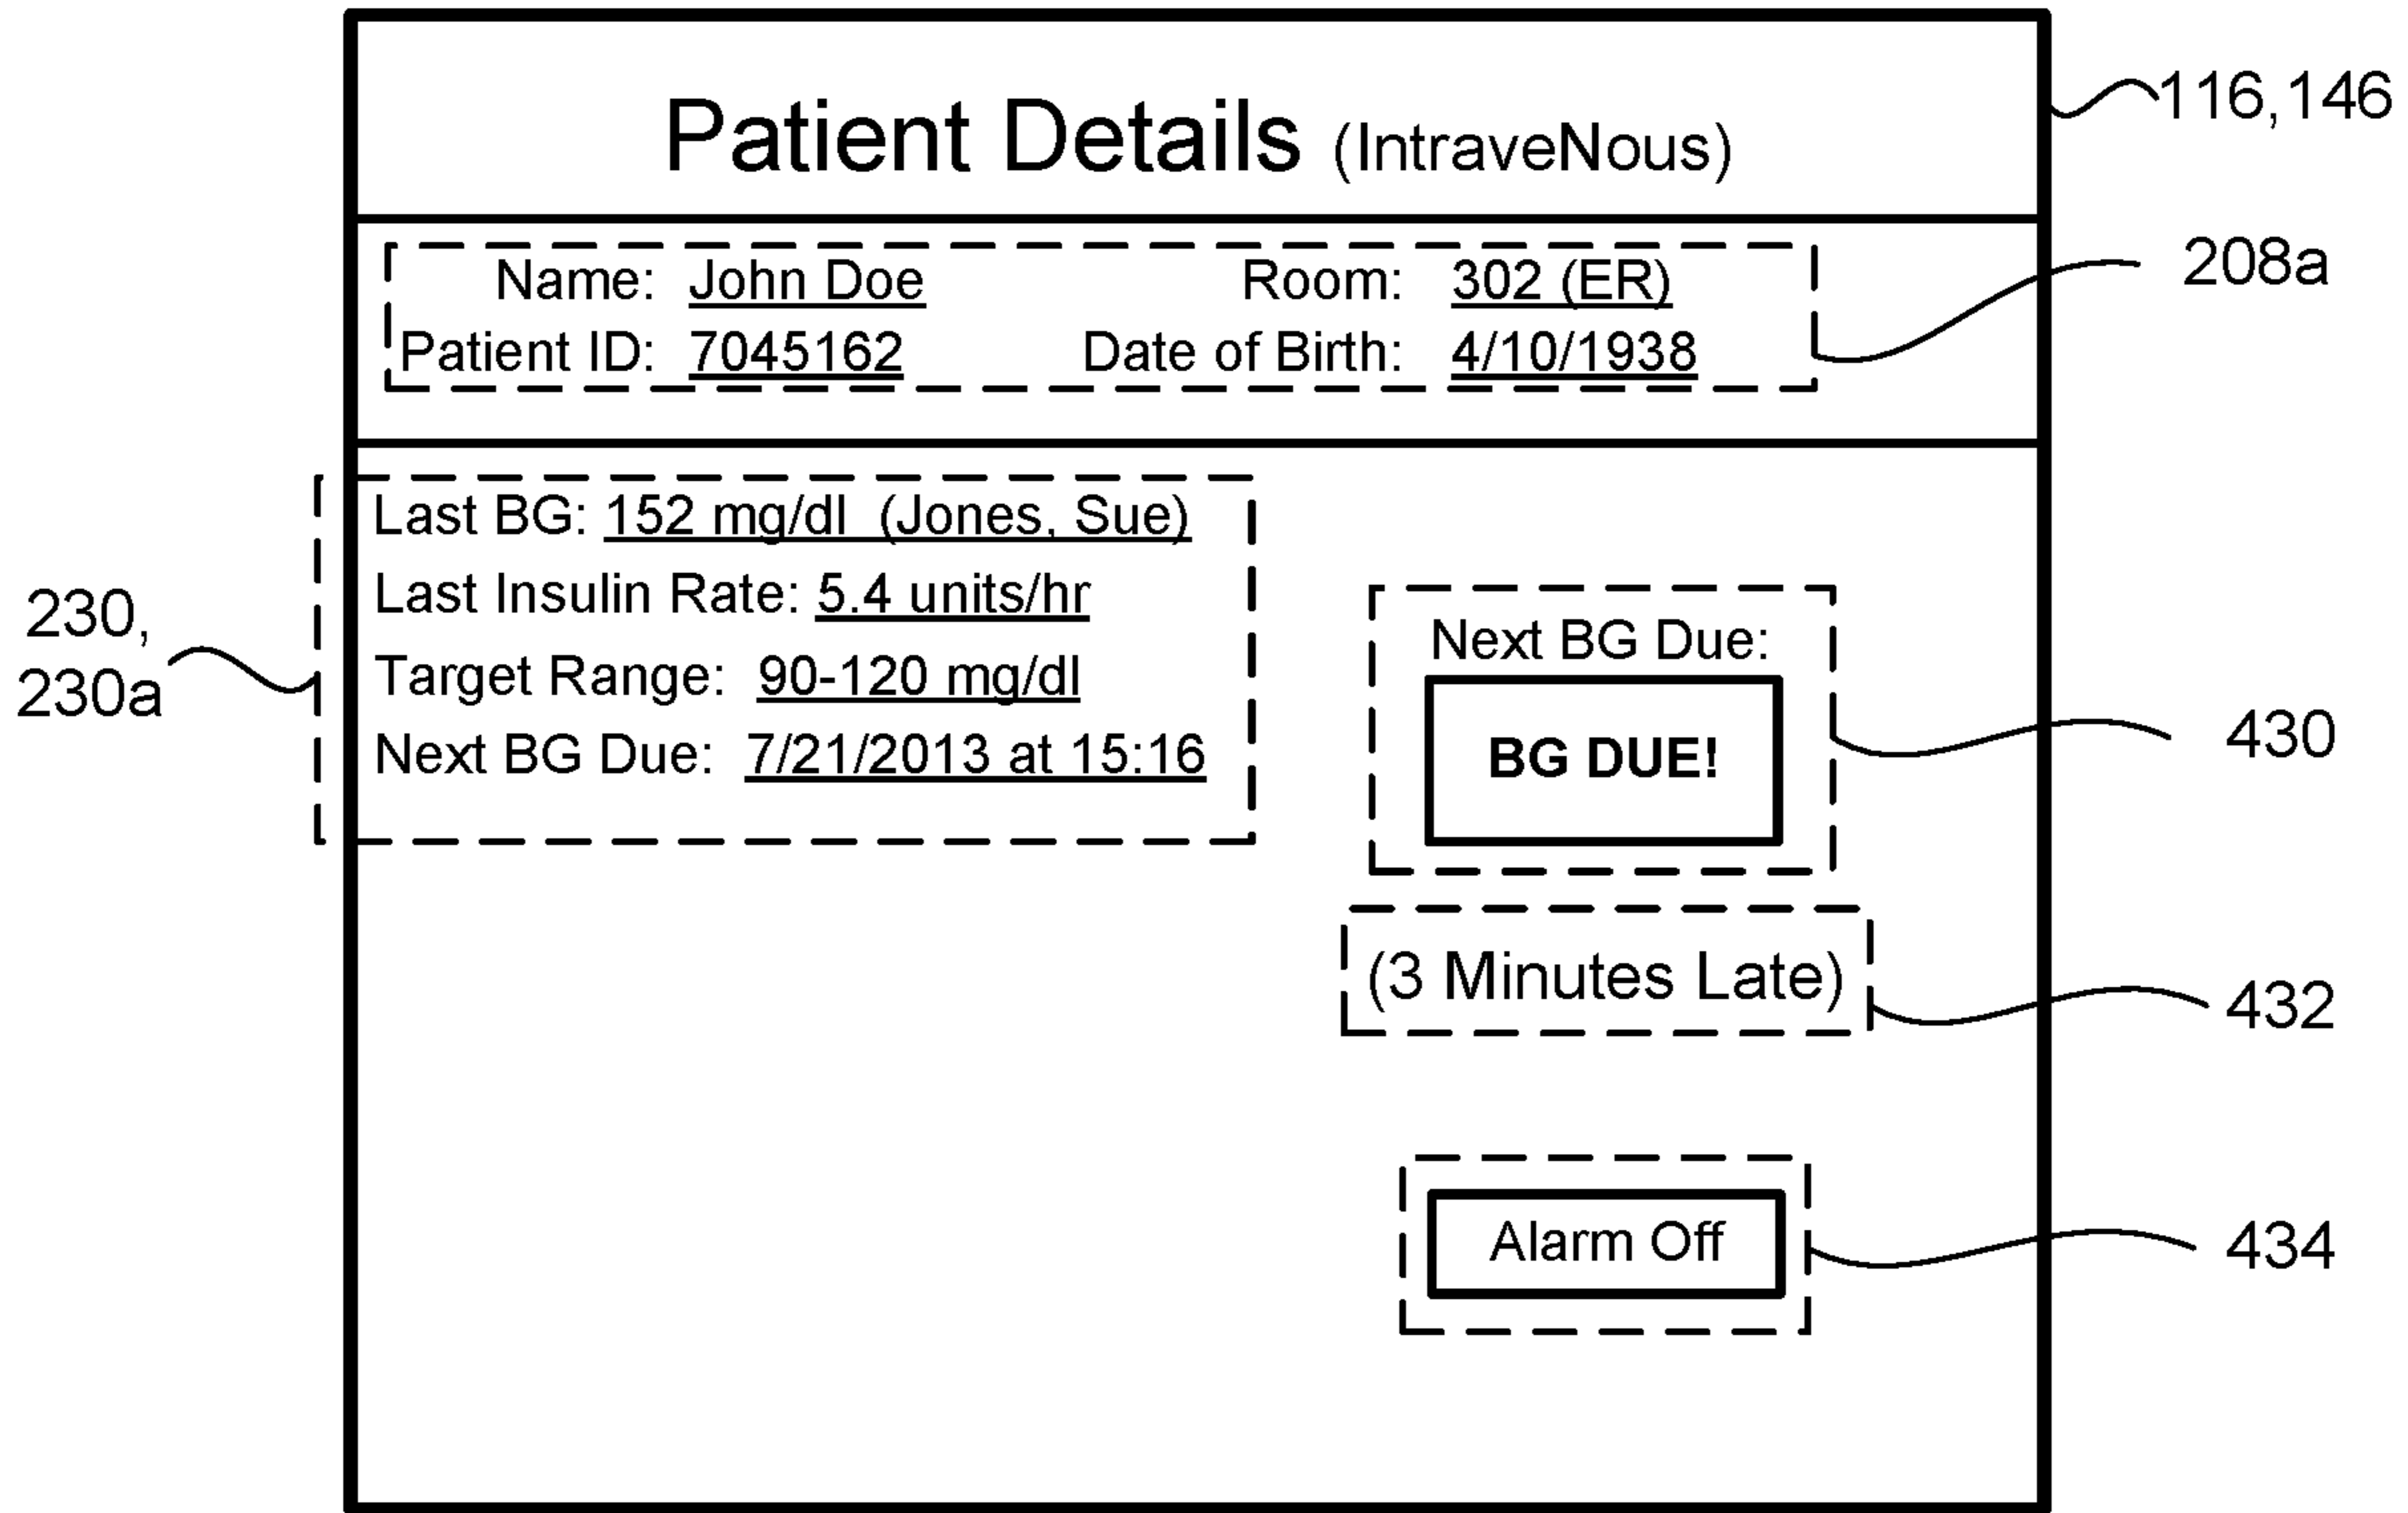 Patient Details (IntraveNous)
116,146
Name: John Doe Room: 302 (ER)
208a
Patient ID: 7045162 Date of Birth: 4/10/1938
Last BG: 152 mg/dl (Jones, Sue)
Last Insulin Rate: 5.4 units/hr
230,
230a
Target Range: 90-120 mg/dl
Next BG Due: 7/21/2013 at 15:16
Next BG Due:
BG DUE!
430
(3 Minutes Late)
432
Alarm Off
434